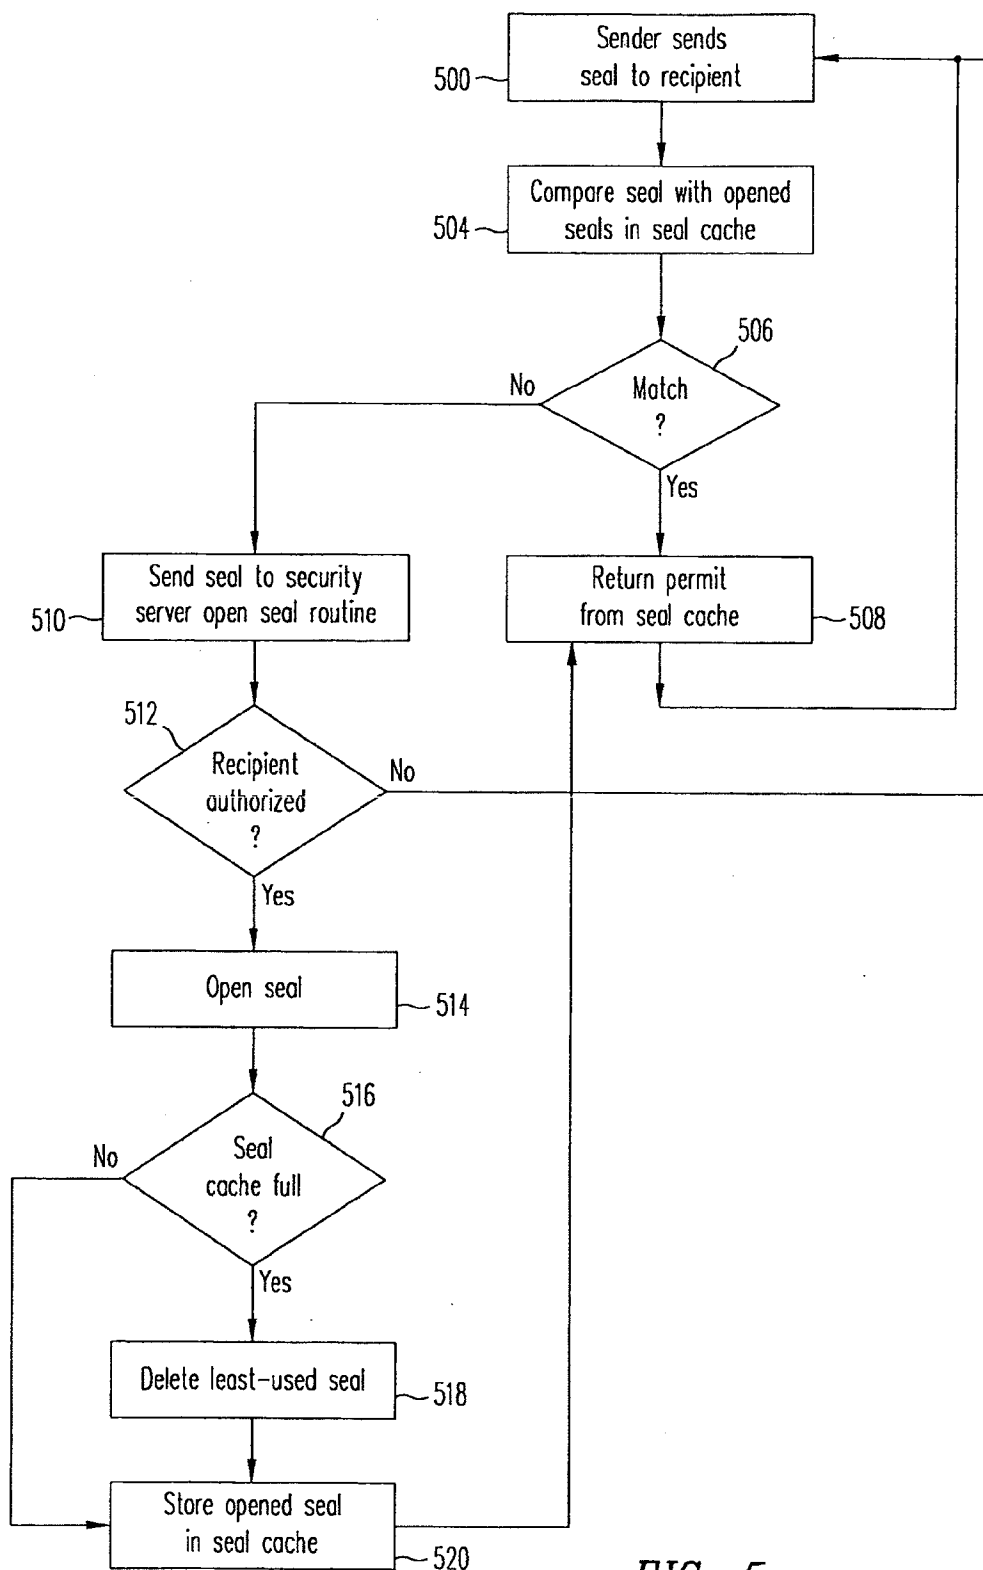 Sender sends
seal to recipient
500
Compare seal with opened
seals in seal cache
504
506
Match
?
No
Yes
Send seal to security
server open seal routine
510
Return permit
from seal cache
508
512
Recipient
authorized
?
No
Yes
Open seal
514
516
Seal
cache full
?
No
Yes
Delete least-used seal
518
Store opened seal
in seal cache
520